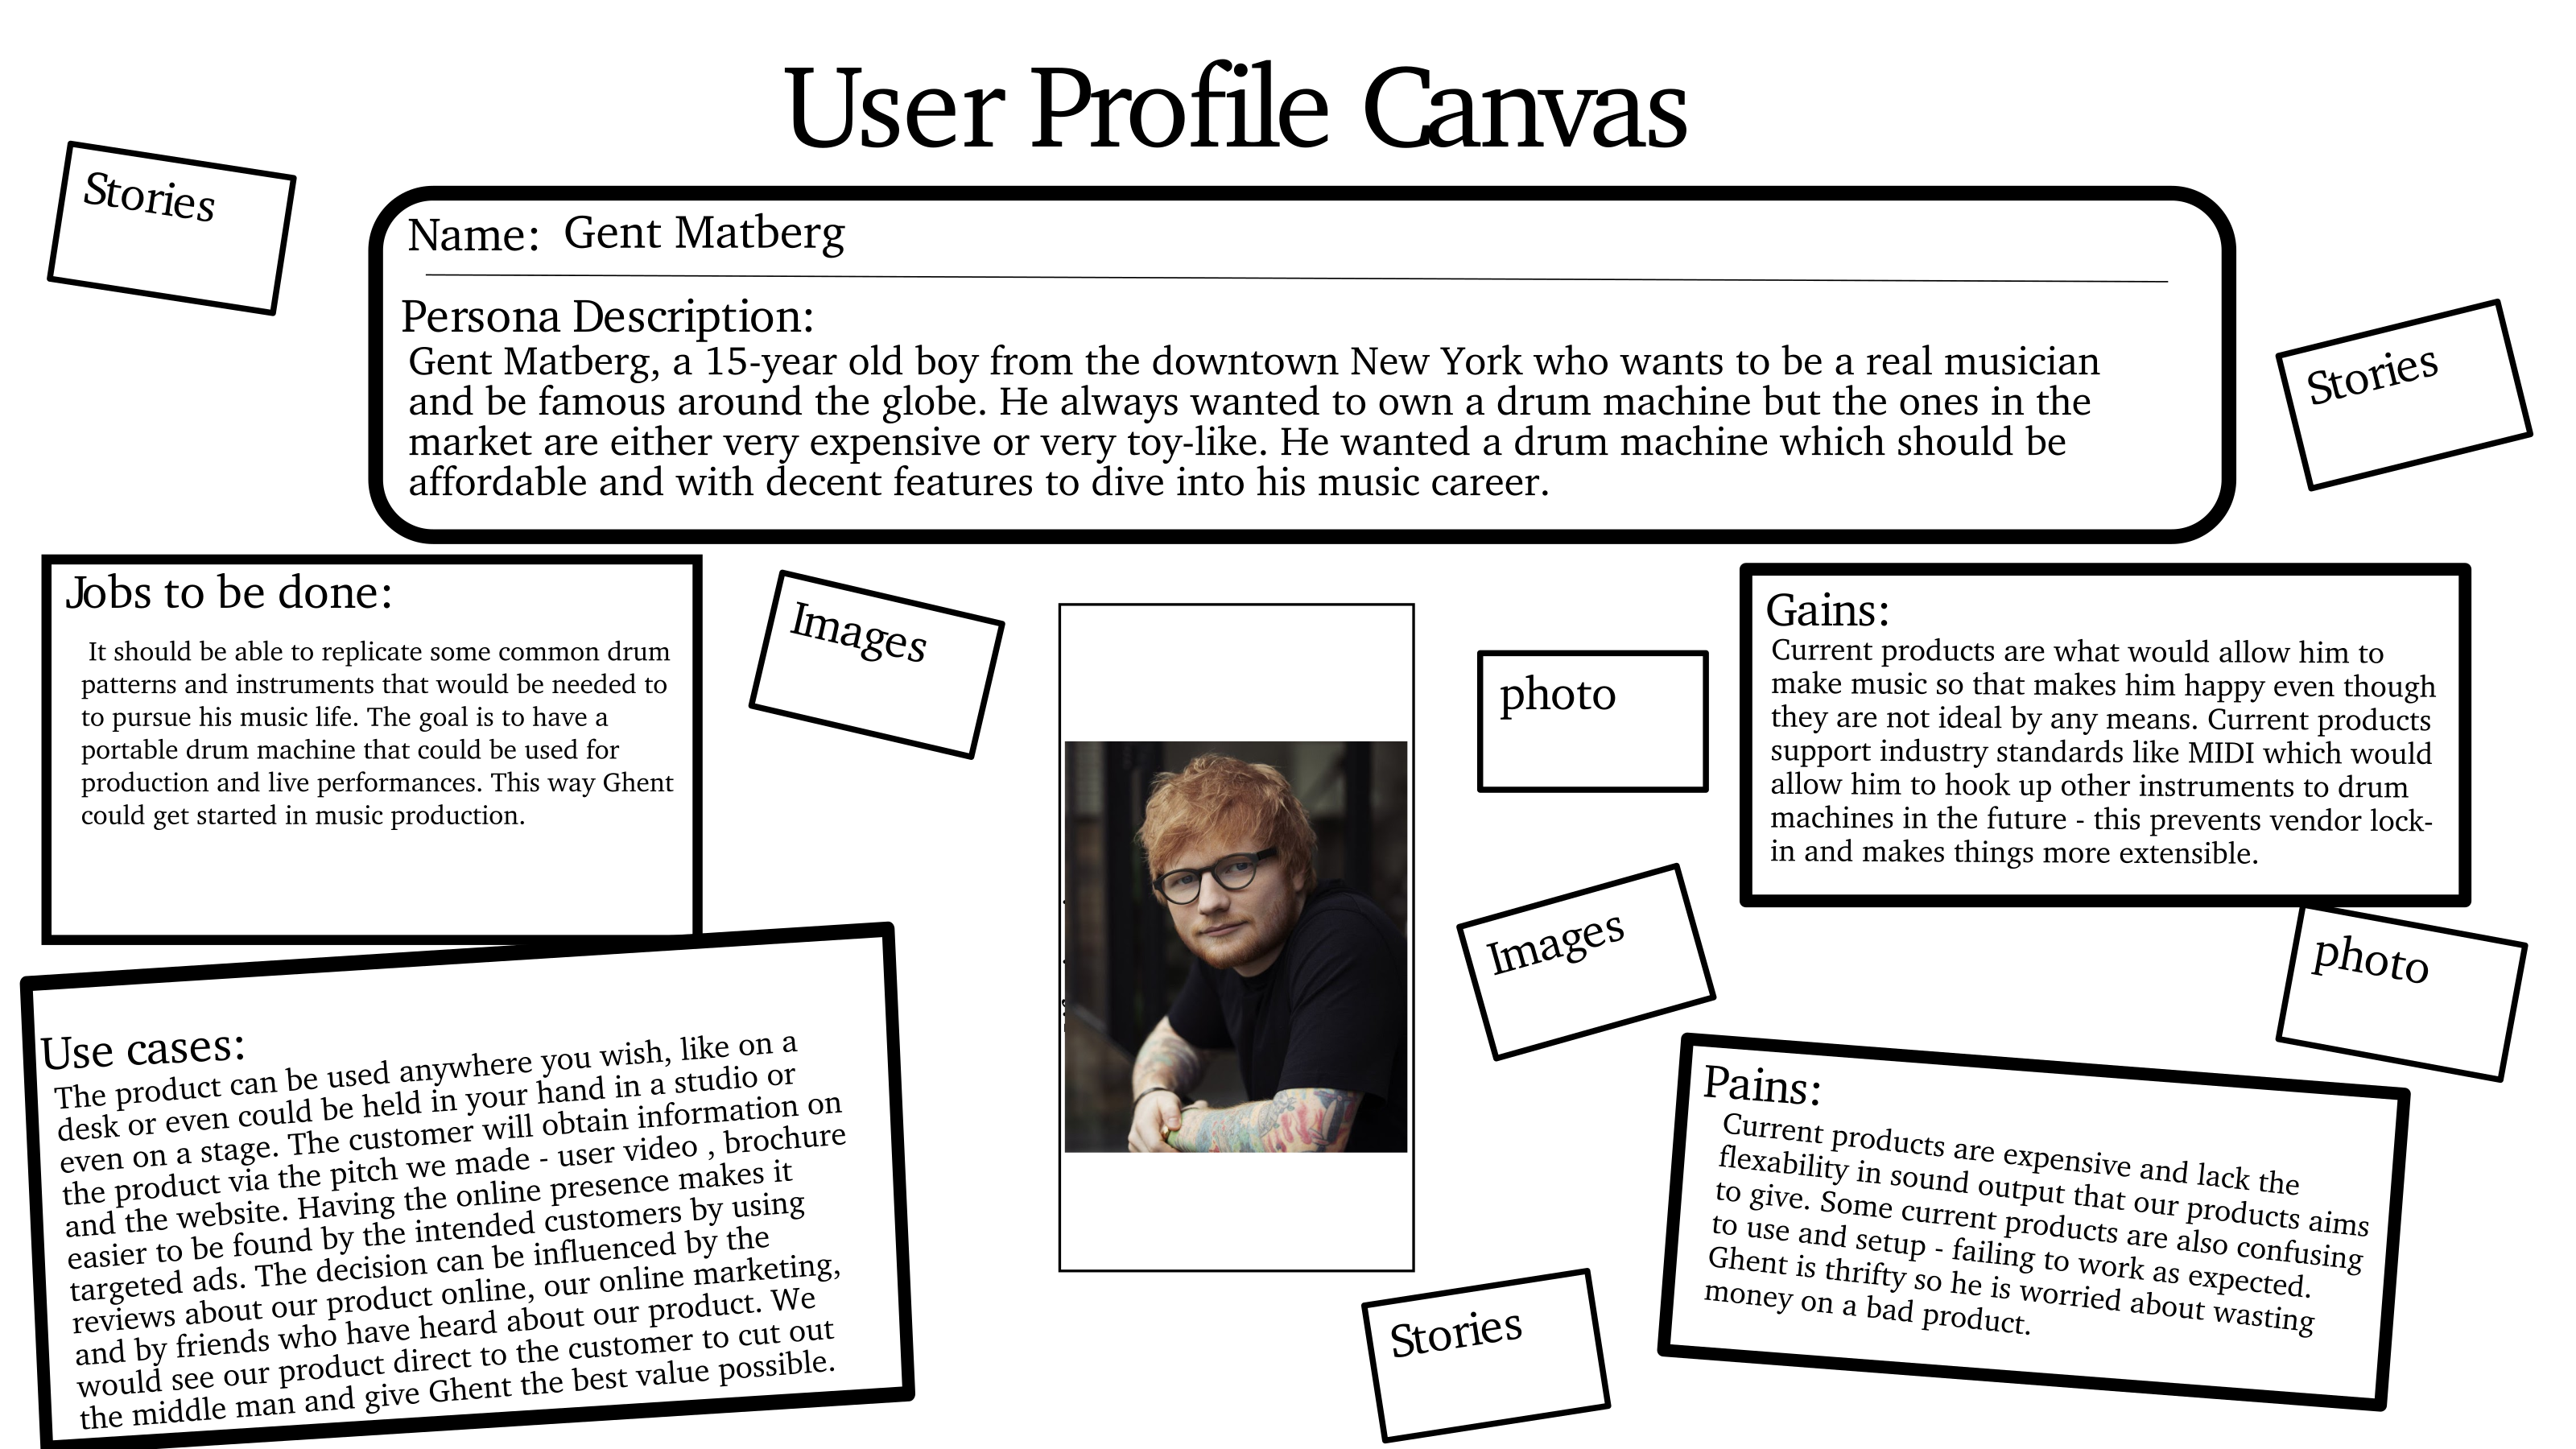 User Profile Canvas
Stories
Name: Gent Matberg
Persona Description:
Gent Matberg, a 15-year old boy from the downtown New York who wants to be a real musician
and be famous around the globe. He always wanted to own a drum machine but the ones in the
market are either very expensive or very toy-like. He wanted a drum machine which should be
affordable and with decent features to dive into his music career.
Stories
Jobs to be done:
It should be able to replicate some common drum
patterns and instruments that would be needed to
to pursue his music life. The goal is to have a
portable drum machine that could be used for
production and live performances. This way Ghent
could get started in music production.
Images
photo
Gains:
Current products are what would allow him to
make music so that makes him happy even though
they are not ideal by any means. Current products
support industry standards like MIDI which would
allow him to hook up other instruments to drum
machines in the future - this prevents vendor lock-
in and makes things more extensible.
Images
photo
Use cases:
The product can be used anywhere you wish, like on a
desk or even could be held in your hand in a studio or
even on a stage. The customer will obtain information on
the product via the pitch we made - user video , brochure
and the website. Having the online presence makes it
easier to be found by the intended customers by using
targeted ads. The decision can be influenced by the
reviews about our product online, our online marketing,
and by friends who have heard about our product. We
would see our product direct to the customer to cut out
the middle man and give Ghent the best value possible.
Pains:
Current products are expensive and lack the
flexability in sound output that our products aims
to give. Some current products are also confusing
to use and setup - failing to work as expected.
Ghent is thrifty so he is worried about wasting
money on a bad product.
Stories